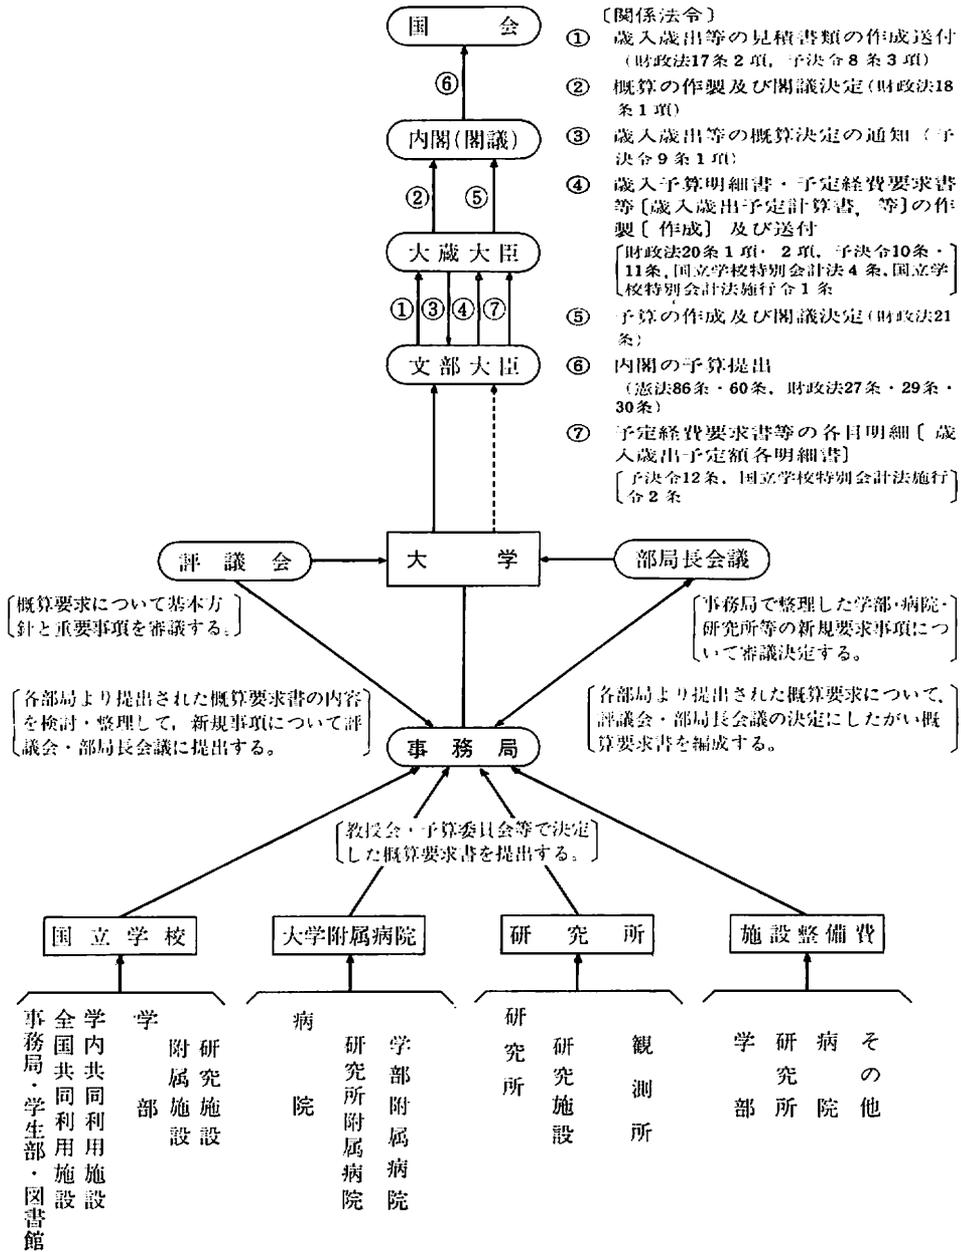 国会
⑥
内閣(閣議)
②
⑤
大蔵大臣
①
③
④
⑦
文部大臣
〔関係法令〕
① 歳入歳出等の見積書類の作成送付
(財政法17条2項, 予決令8条3項)
② 概算の作製及び閣議決定(財政法18
条1項)
③ 歳入歳出等の概算決定の通知(予
決令9条1項)
④ 歳入予算明細書・予定経費要求書
等〔歳入歳出予定計算書, 等〕の作
製〔作成〕及び送付
〔財政法20条1項・2項, 予決令10条・
11条, 国立学校特別会計法4条, 国立学
校特別会計法施行令1条〕
⑤ 予算の作成及び閣議決定(財政法21
条)
⑥ 内閣の予算提出
(憲法86条・60条, 財政法27条・29条・
30条)
⑦ 予定経費要求書等の各目明細〔歳
入歳出予定額各目明細書〕
〔予決令12条, 国立学校特別会計法施行
令2条〕
評議会
大学
部局長会議
〔概算要求について基本方
針と重要事項を審議する。〕
〔事務局で整理した学部・病院・
研究所等の新規要求事項につ
いて審議決定する。〕
〔各部局より提出された概算要求書の内容
を検討・整理して, 新規事項について評
議会・部局長会議に提出する。〕
〔各部局より提出された概算要求について,
評議会・部局長会議の決定にしたがい概
算要求書を編成する。〕
事務局
〔教授会・予算委員会等で決定
した概算要求書を提出する。〕
国立学校
大学附属病院
研究所
施設整備費
事務局・学生部・図書館
全国共同利用施設
学内共同利用施設
学部
附属施設
研究施設
病院
研究所附属病院
学部附属病院
研究所
研究施設
観測所
学部
研究所
病院
その他